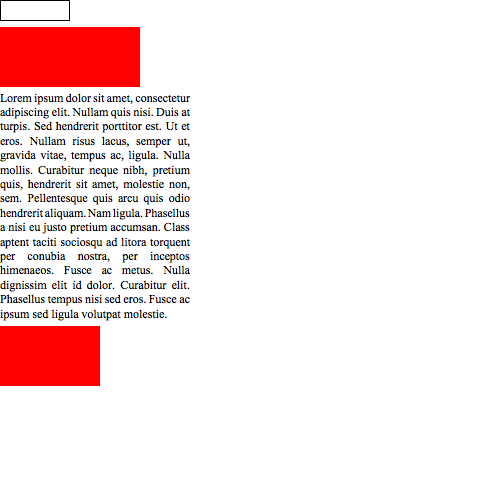 Lorem ipsum dolor sit amet, consectetur
adipiscing elit. Nullam quis nisi. Duis at
turpis. Sed hendrerit porttitor est. Ut et
eros. Nullam risus lacus, semper ut,
gravida vitae, tempus ac, ligula. Nulla
mollis. Curabitur neque nibh, pretium
quis, hendrerit sit amet, molestie non,
sem. Pellentesque quis arcu quis odio
hendrerit aliquam. Nam ligula. Phasellus
a nisi eu justo pretium accumsan. Class
aptent taciti sociosqu ad litora torquent
per conubia nostra, per inceptos
himenaeos. Fusce ac metus. Nulla
dignissim elit id dolor. Curabitur elit.
Phasellus tempus nisi sed eros. Fusce ac
ipsum sed ligula volutpat molestie.